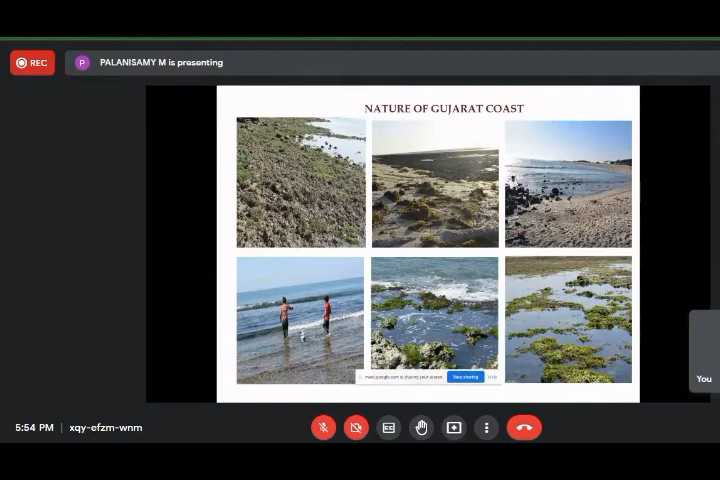 REC
P
PALANISAMY M is presenting
NATURE OF GUJARAT COAST
meet.google.com is sharing your screen.
Stop sharing
Hide
You
5:54 PM | xqy-efzm-wnm
CC